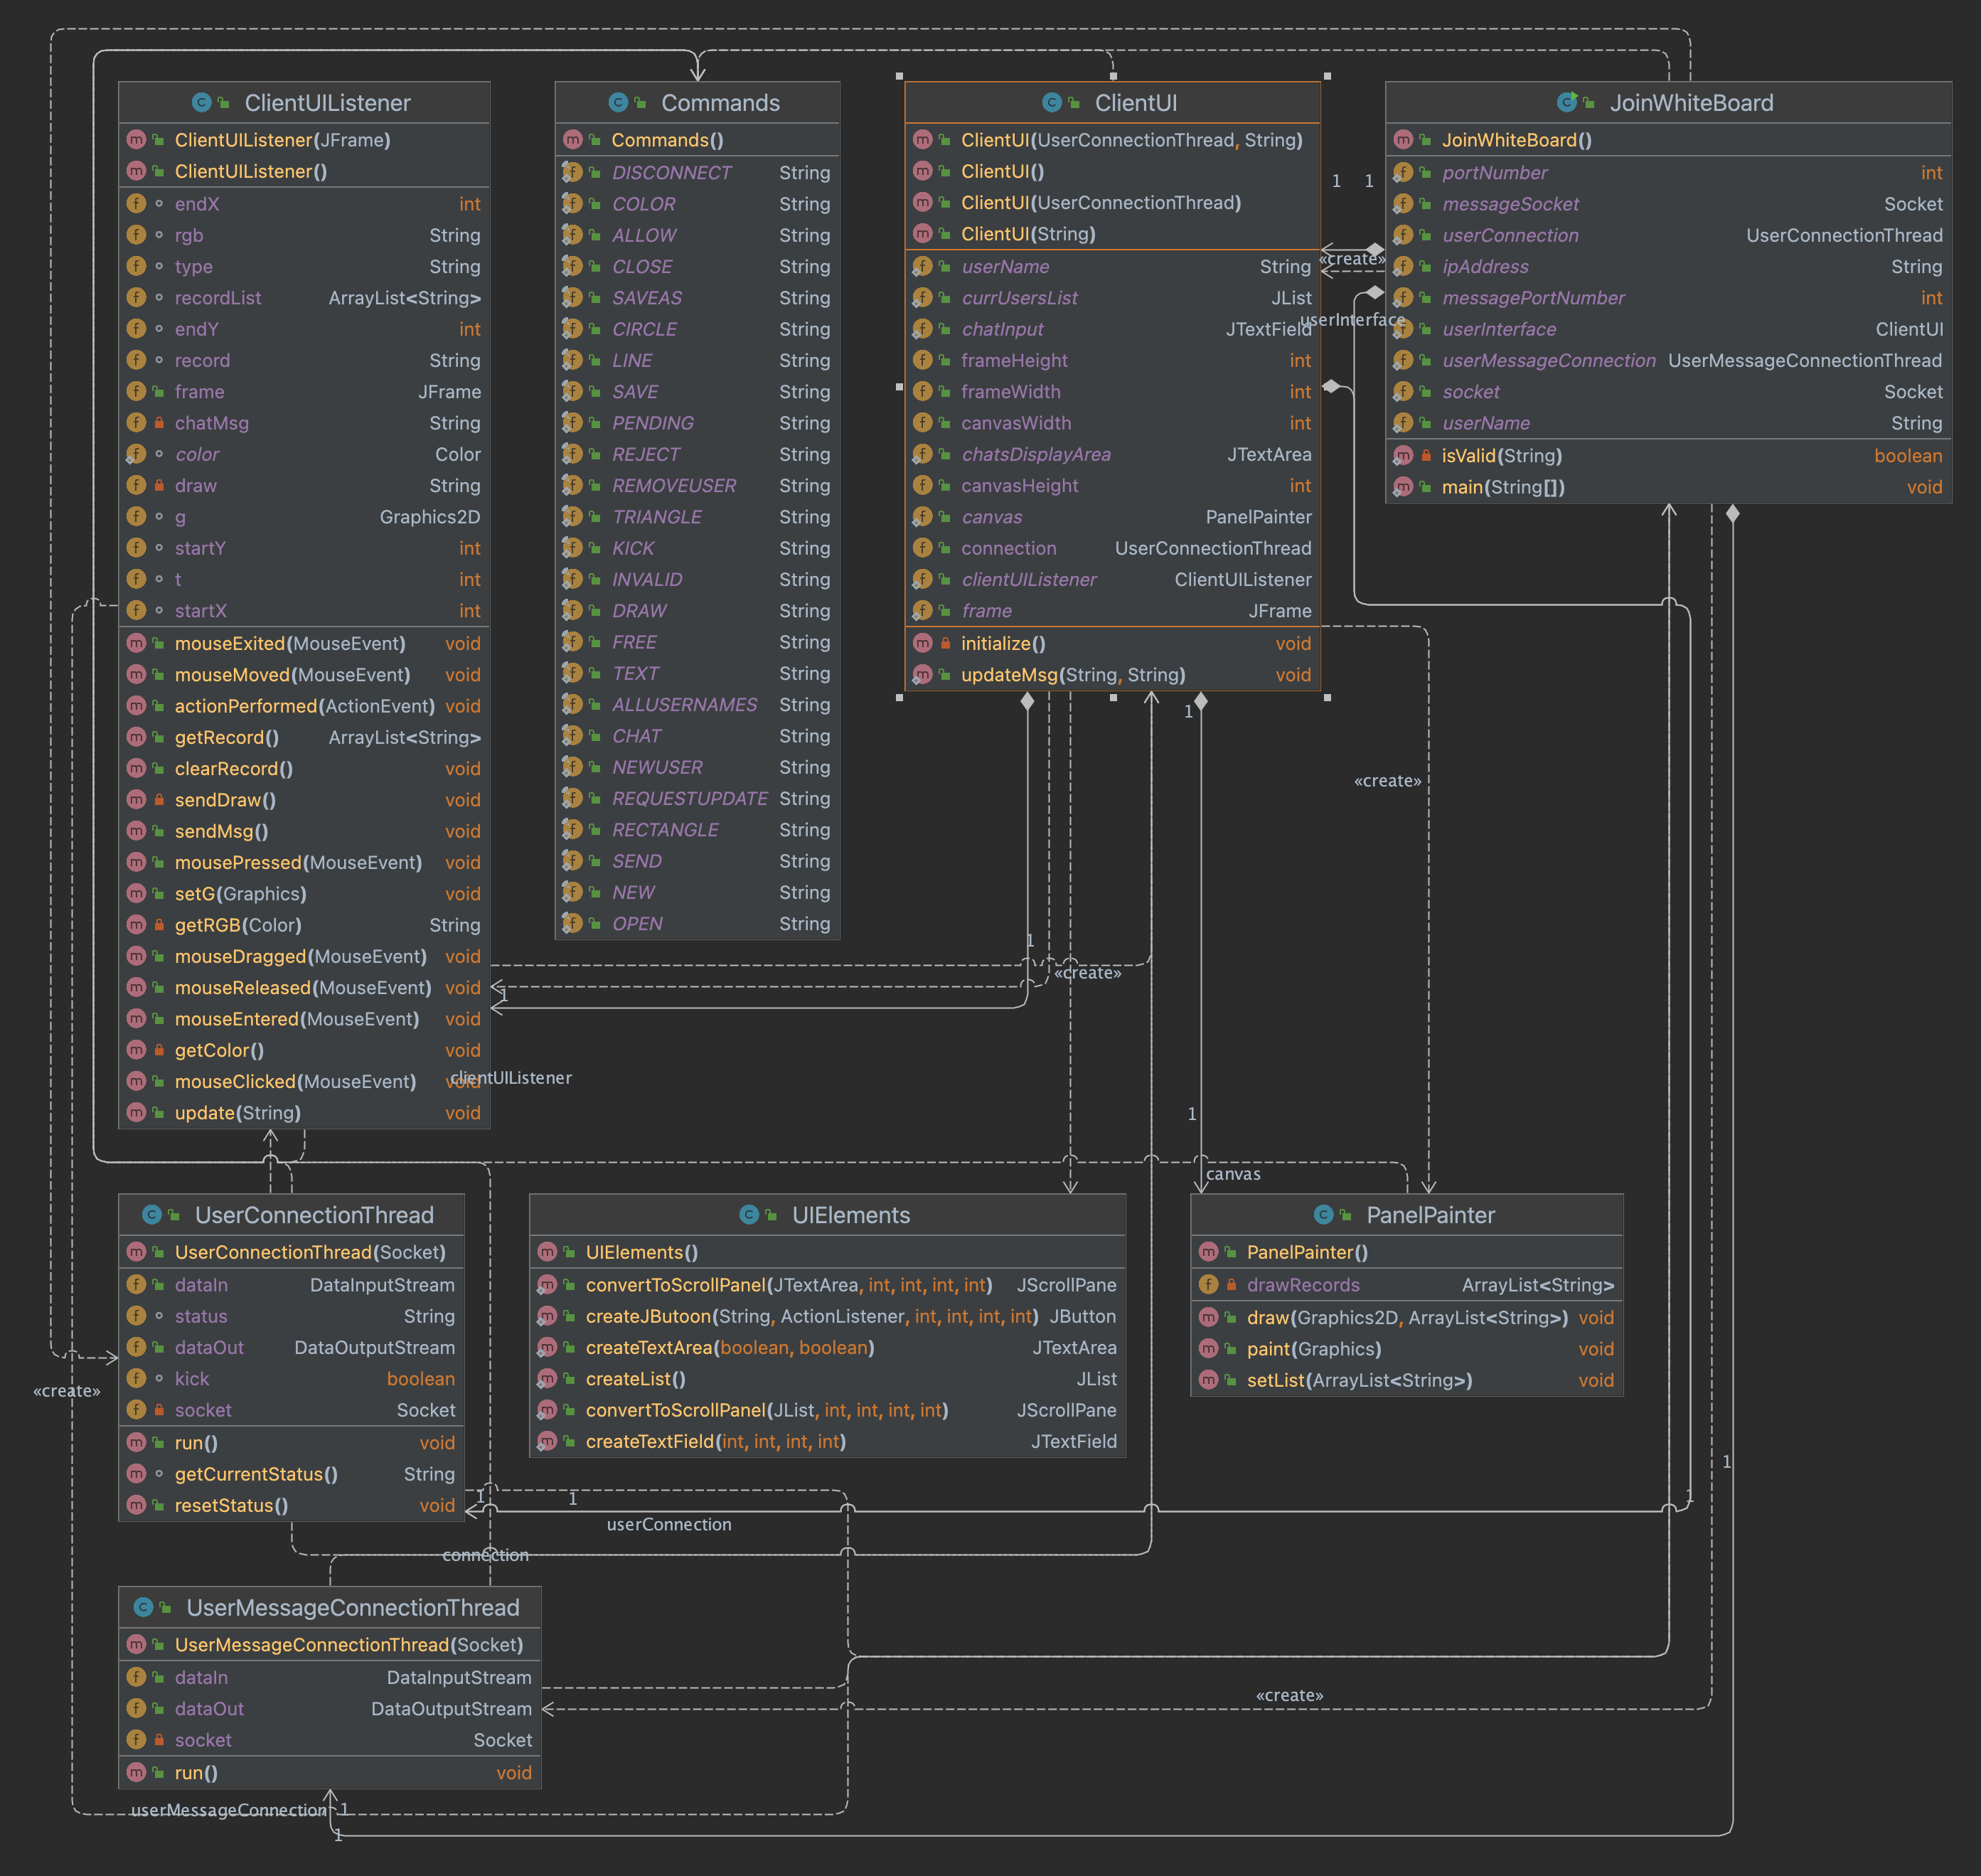 ClientUIListener
ClientUIListener(JFrame)
ClientUIListener()
endX int
rgb String
type String
recordList ArrayList<String>
endY int
record String
frame JFrame
chatMsg String
color Color
draw String
g Graphics2D
startY int
t int
startX int
mouseExited(MouseEvent) void
mouseMoved(MouseEvent) void
actionPerformed(ActionEvent) void
getRecord() ArrayList<String>
clearRecord() void
sendDraw() void
sendMsg() void
mousePressed(MouseEvent) void
setG(Graphics) void
getRGB(Color) String
mouseDragged(MouseEvent) void
mouseReleased(MouseEvent) void
mouseEntered(MouseEvent) void
getColor() void
mouseClicked(MouseEvent) void
update(String) void
Commands
Commands()
DISCONNECT String
COLOR String
ALLOW String
CLOSE String
SAVEAS String
CIRCLE String
LINE String
SAVE String
PENDING String
REJECT String
REMOVEUSER String
TRIANGLE String
KICK String
INVALID String
DRAW String
FREE String
TEXT String
ALLUSERNAMES String
CHAT String
NEWUSER String
REQUESTUPDATE String
RECTANGLE String
SEND String
NEW String
OPEN String
ClientUI
ClientUI(UserConnectionThread, String)
ClientUI()
ClientUI(UserConnectionThread)
ClientUI(String)
userName String
currUsersList JList
chatInput JTextField
frameHeight int
frameWidth int
canvasWidth int
chatsDisplayArea JTextArea
canvasHeight int
canvas PanelPainter
connection UserConnectionThread
clientUIListener ClientUIListener
frame JFrame
initialize() void
updateMsg(String, String) void
JoinWhiteBoard
JoinWhiteBoard()
portNumber int
messageSocket Socket
userConnection UserConnectionThread
ipAddress String
messagePortNumber int
userInterface ClientUI
userMessageConnection UserMessageConnectionThread
socket Socket
userName String
isValid(String) boolean
main(String[]) void
1 1
«create»
userInterface
1
«create»
1
«create»
1
clientUIListener
1
canvas
UserConnectionThread
UserConnectionThread(Socket)
dataIn DataInputStream
status String
dataOut DataOutputStream
kick boolean
socket Socket
run() void
getCurrentStatus() String
resetStatus() void
UIElements
UIElements()
convertToScrollPanel(JTextArea, int, int, int, int) JScrollPane
createJButoon(String, ActionListener, int, int, int, int) JButton
createTextArea(boolean, boolean) JTextArea
createList() JList
convertToScrollPanel(JList, int, int, int, int) JScrollPane
createTextField(int, int, int, int) JTextField
PanelPainter
PanelPainter()
drawRecords ArrayList<String>
draw(Graphics2D, ArrayList<String>) void
paint(Graphics) void
setList(ArrayList<String>) void
«create»
1
1 1 1
userConnection
connection
UserMessageConnectionThread
UserMessageConnectionThread(Socket)
dataIn DataInputStream
dataOut DataOutputStream
socket Socket
run() void
«create»
userMessageConnection 1
1